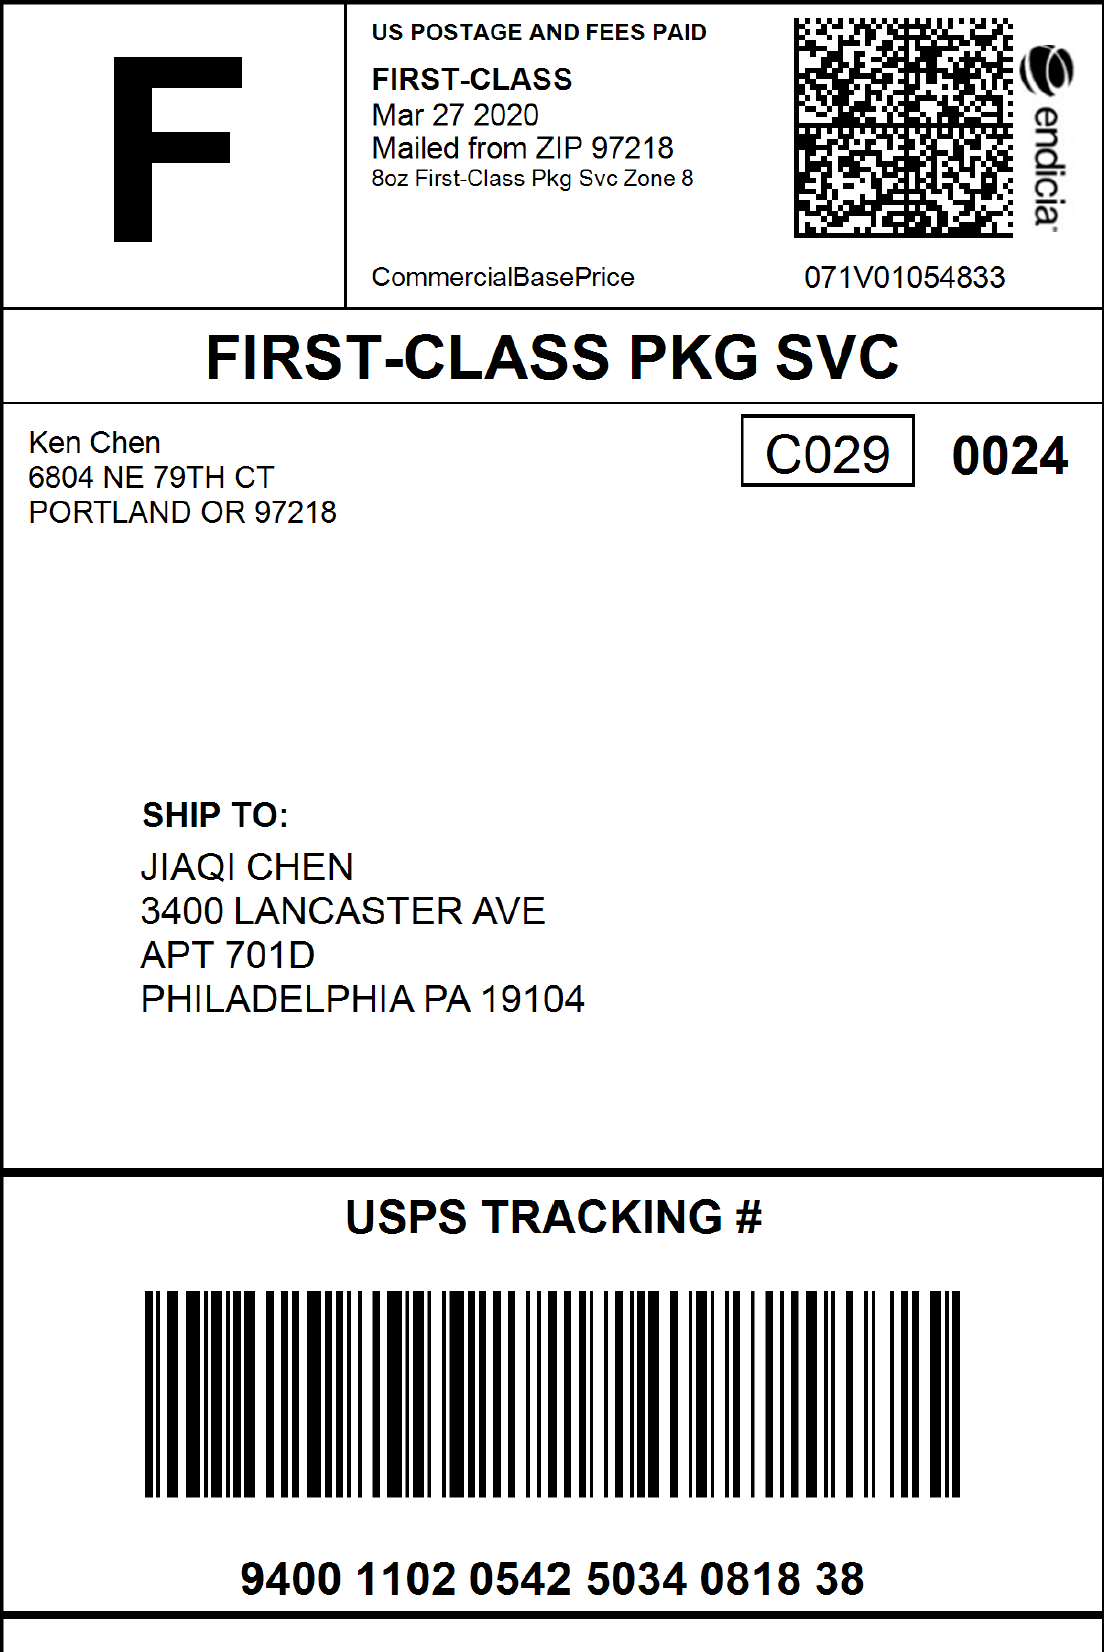 F
US POSTAGE AND FEES PAID
FIRST-CLASS
Mar 27 2020
Mailed from ZIP 97218
8oz First-Class Pkg Svc Zone 8
CommercialBasePrice
endicia
071V01054833
FIRST-CLASS PKG SVC
Ken Chen
6804 NE 79TH CT
PORTLAND OR 97218
C029
0024
SHIP TO:
JIAQI CHEN
3400 LANCASTER AVE
APT 701D
PHILADELPHIA PA 19104
USPS TRACKING #
9400 1102 0542 5034 0818 38